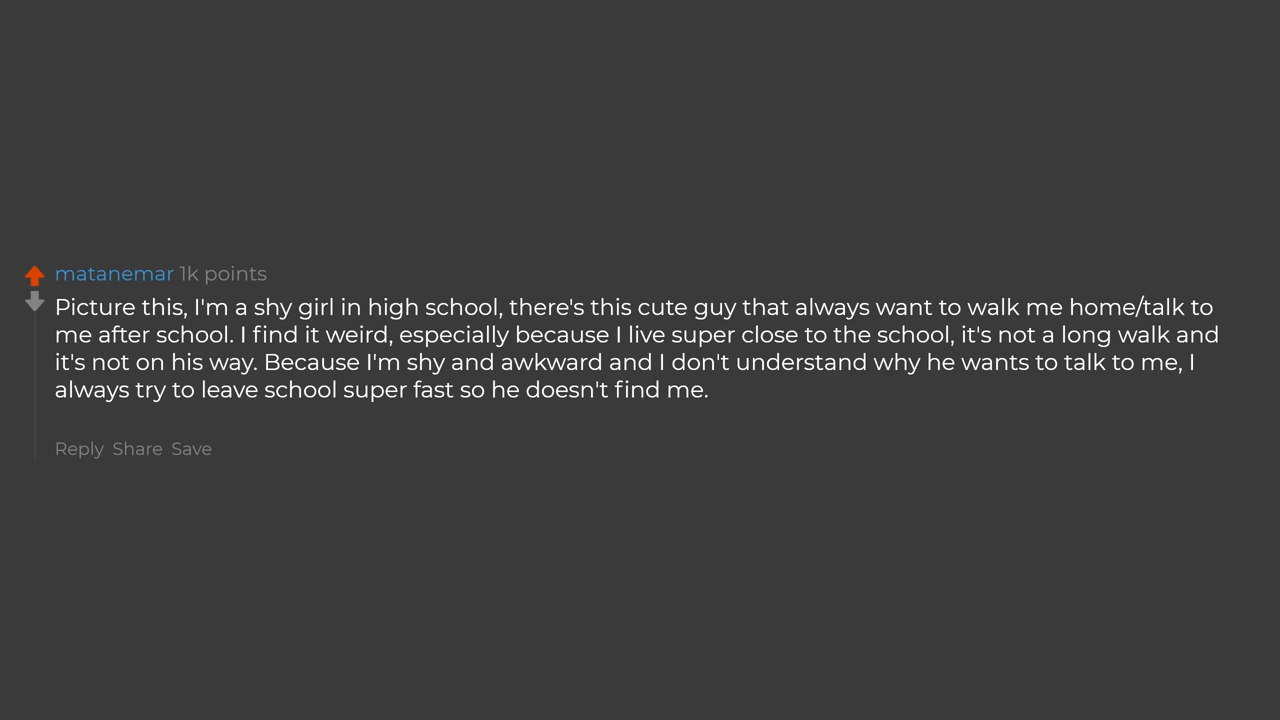 matanemar 1k points
Picture this, I'm a shy girl in high school, there's this cute guy that always want to walk me home/talk to
me after school. I find it weird, especially because I live super close to the school, it's not a long walk and
it's not on his way. Because I'm shy and awkward and I don't understand why he wants to talk to me, I
always try to leave school super fast so he doesn't find me.
Reply Share Save